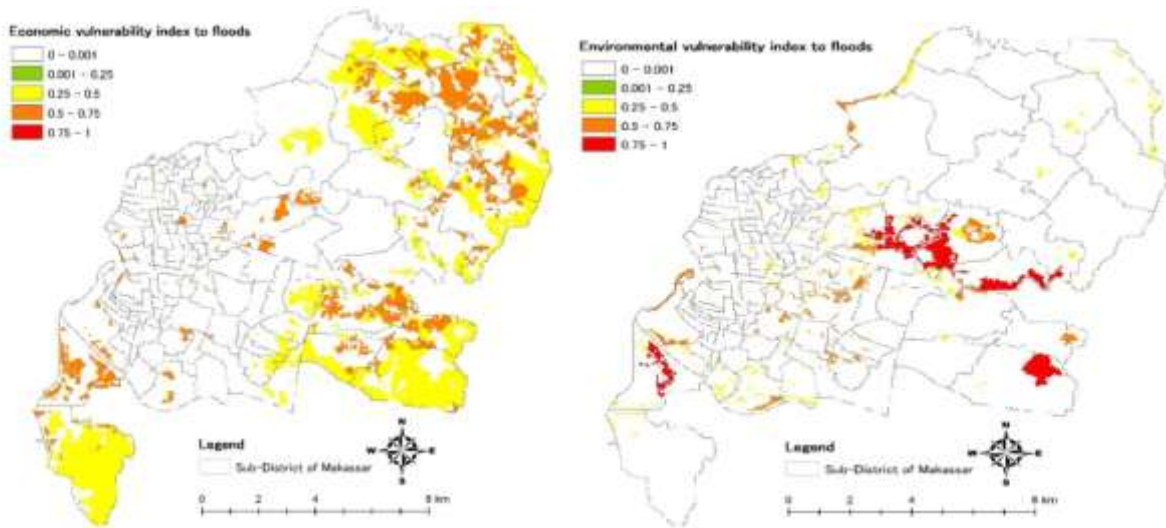 Economic vulnerability index to floods
0 - 0.001
0.001 - 0.25
0.25 - 0.5
0.5 - 0.75
0.75 - 1
N
W E
S
Legend
Sub-District of Makassar
0 2 4 8 km
Environmental vulnerability index to floods
0 - 0.001
0.001 - 0.25
0.25 - 0.5
0.5 - 0.75
0.75 - 1
N
W E
S
Legend
Sub-District of Makassar
0 2 4 8 km